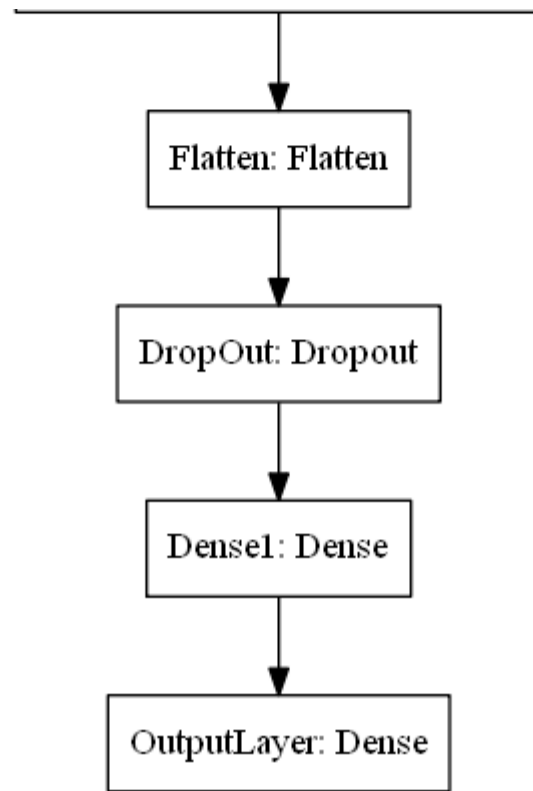 Flatten: Flatten
DropOut: Dropout
Dense1: Dense
OutputLayer: Dense